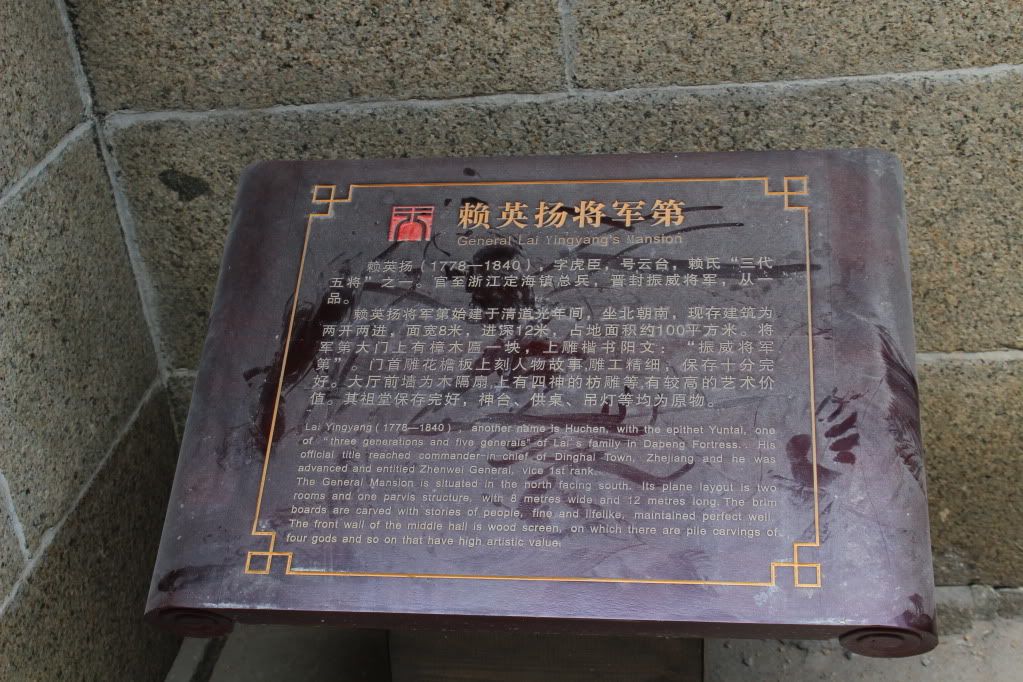 赖英扬将军第
General Lai Yingyang's Mansion
赖英扬（1778—1840），字虎臣，号云台，赖氏“三代
五将”之一。官至浙江定海镇总兵，晋封振威将军，从一
品。
赖英扬将军第始建于清道光年间，坐北朝南，现存建筑为
两开两进，面宽8米，进深12米，占地面积约100平方米。将
军第大门上有樟木匾一块，上雕楷书阳文：“振威将军
第”。门首雕花檐板上刻人物故事,雕工精细，保存十分完
好。大厅前墙为木隔扇,上有四神的枋雕等,有较高的艺术价
值。其祖堂保存完好，神台、供桌、吊灯等均为原物。
Lai Yingyang(1778—1840), another name is Huchen, with the epithet Yuntai, one
of "three generations and five generals" of Lai's family in Dapeng Fortress.. His
official title reached commander-in-chief of Dinghai Town, Zhejiang and he was
advanced and entitled Zhenwei General, vice 1st rank.
The General Mansion is situated in the north facing south. Its plane layout is two
rooms and one parvis structure, with 8 metres wide and 12 metres long. The brim
boards are carved with stories of people, fine and lifelike, maintained perfect well.
The front wall of the middle hall is wood screen, on which there are pile carvings of
four gods and so on that have high artistic value.